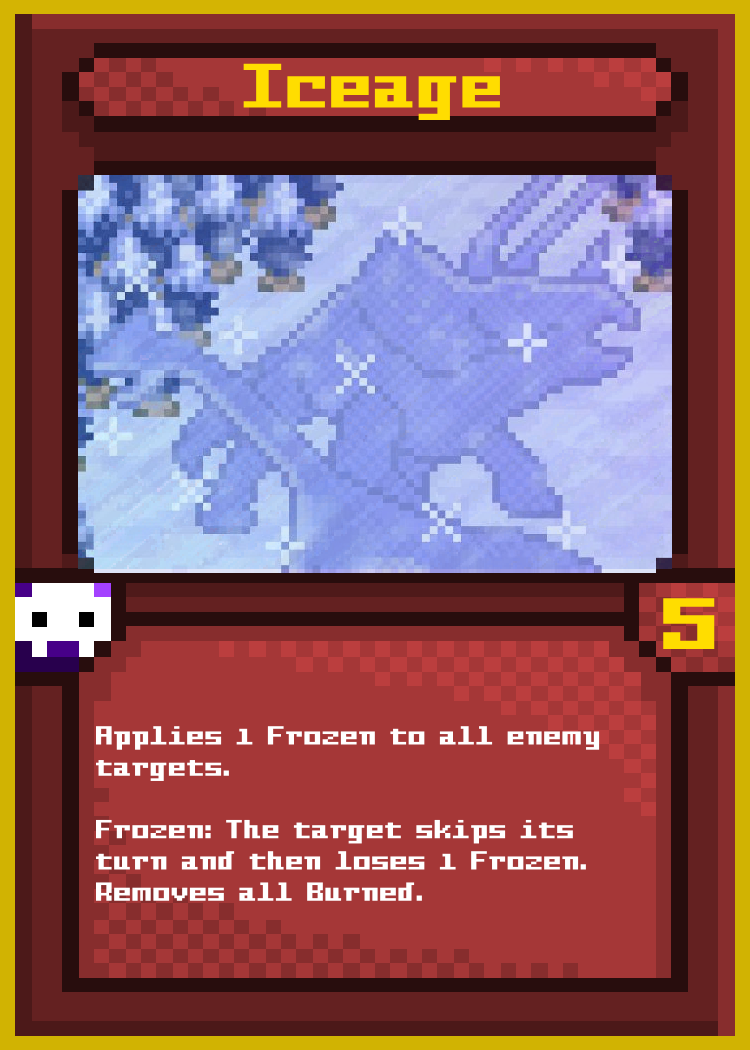 Iceage
5
Applies 1 Frozen to all enemy
targets.
Frozen: The target skips its
turn and then loses 1 Frozen.
Removes all Burned.